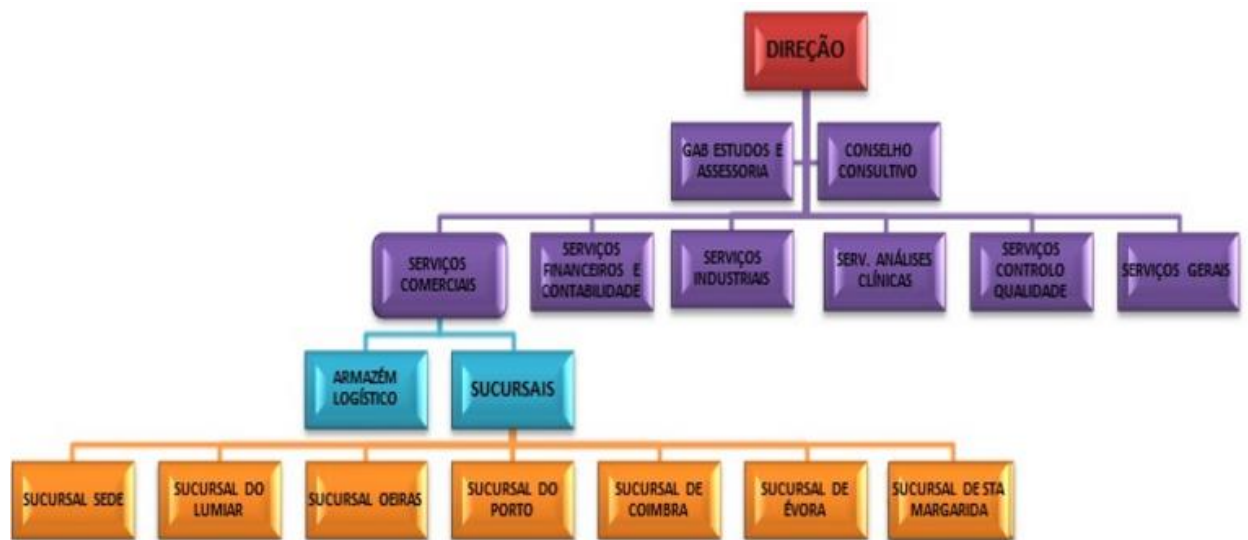 DIREÇÃO
GAB ESTUDOS E
ASSESSORIA
CONSELHO
CONSULTIVO
SERVIÇOS
COMERCIAIS
SERVIÇOS
FINANCEIROS E
CONTABILIDADE
SERVIÇOS
INDUSTRIAIS
SERV. ANÁLISES
CLÍNICAS
SERVIÇOS
CONTROLO
QUALIDADE
SERVIÇOS GERAIS
ARMAZÉM
LOGÍSTICO
SUCURSAIS
SUCURSAL SEDE
SUCURSAL DO
LUMIAR
SUCURSAL OEIRAS
SUCURSAL DO
PORTO
SUCURSAL DE
COIMBRA
SUCURSAL DE
ÉVORA
SUCURSAL DE STA
MARGARIDA